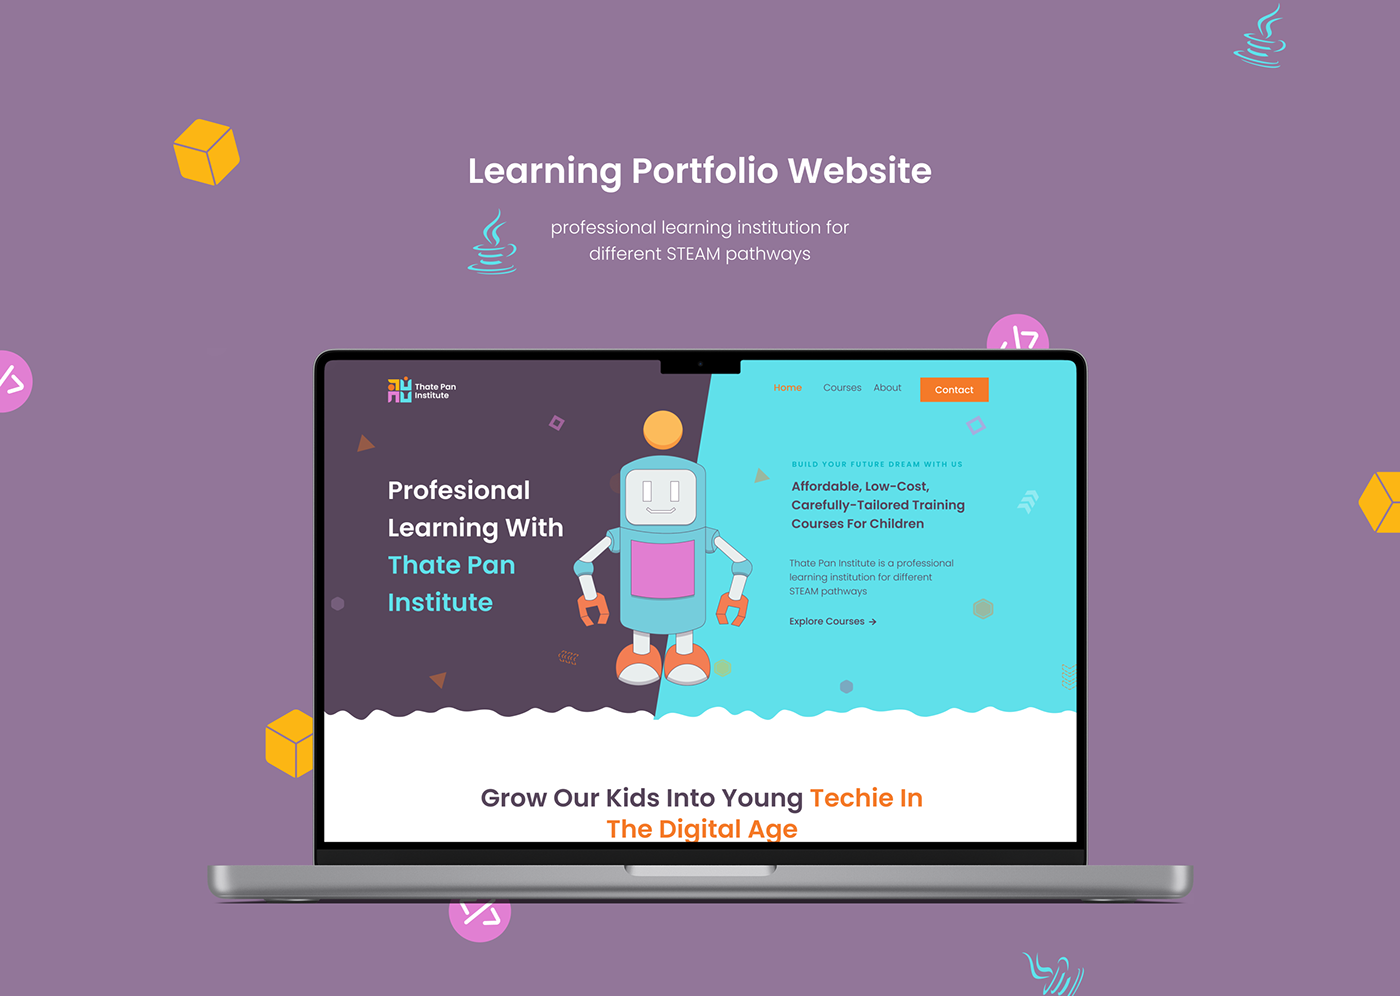 Learning Portfolio Website
professional learning institution for
different STEAM pathways
Thate Pan
Institute
Home
Courses
About
Contact
Profesional
Learning With
Thate Pan
Institute
BUILD YOUR FUTURE DREAM WITH US
Affordable, Low-Cost,
Carefully-Tailored Training
Courses For Children
Thate Pan Institute is a professional
learning institution for different
STEAM pathways
Explore Courses →
Grow Our Kids Into Young Techie In
The Digital Age